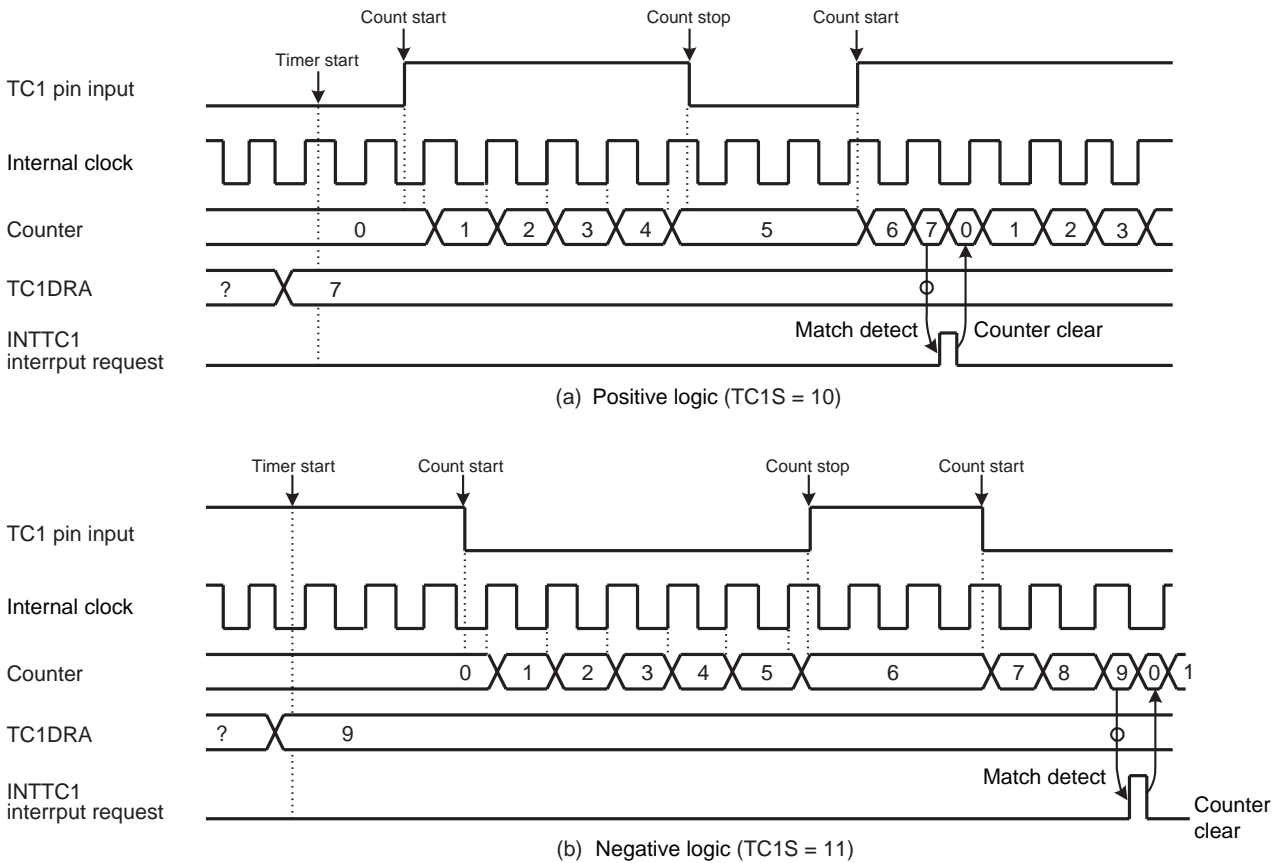 Count start
Count stop
Count start
Timer start
TC1 pin input
Internal clock
Counter
0 1 2 3 4 5 6 7 0 1 2 3
TC1DRA
? 7
Match detect
Counter clear
INTTC1
interrput request
(a) Positive logic (TC1S = 10)
Timer start
Count start
Count stop
Count start
TC1 pin input
Internal clock
Counter
0 1 2 3 4 5 6 7 8 9 0 1
TC1DRA
? 9
Match detect
INTTC1
interrput request
Counter
clear
(b) Negative logic (TC1S = 11)